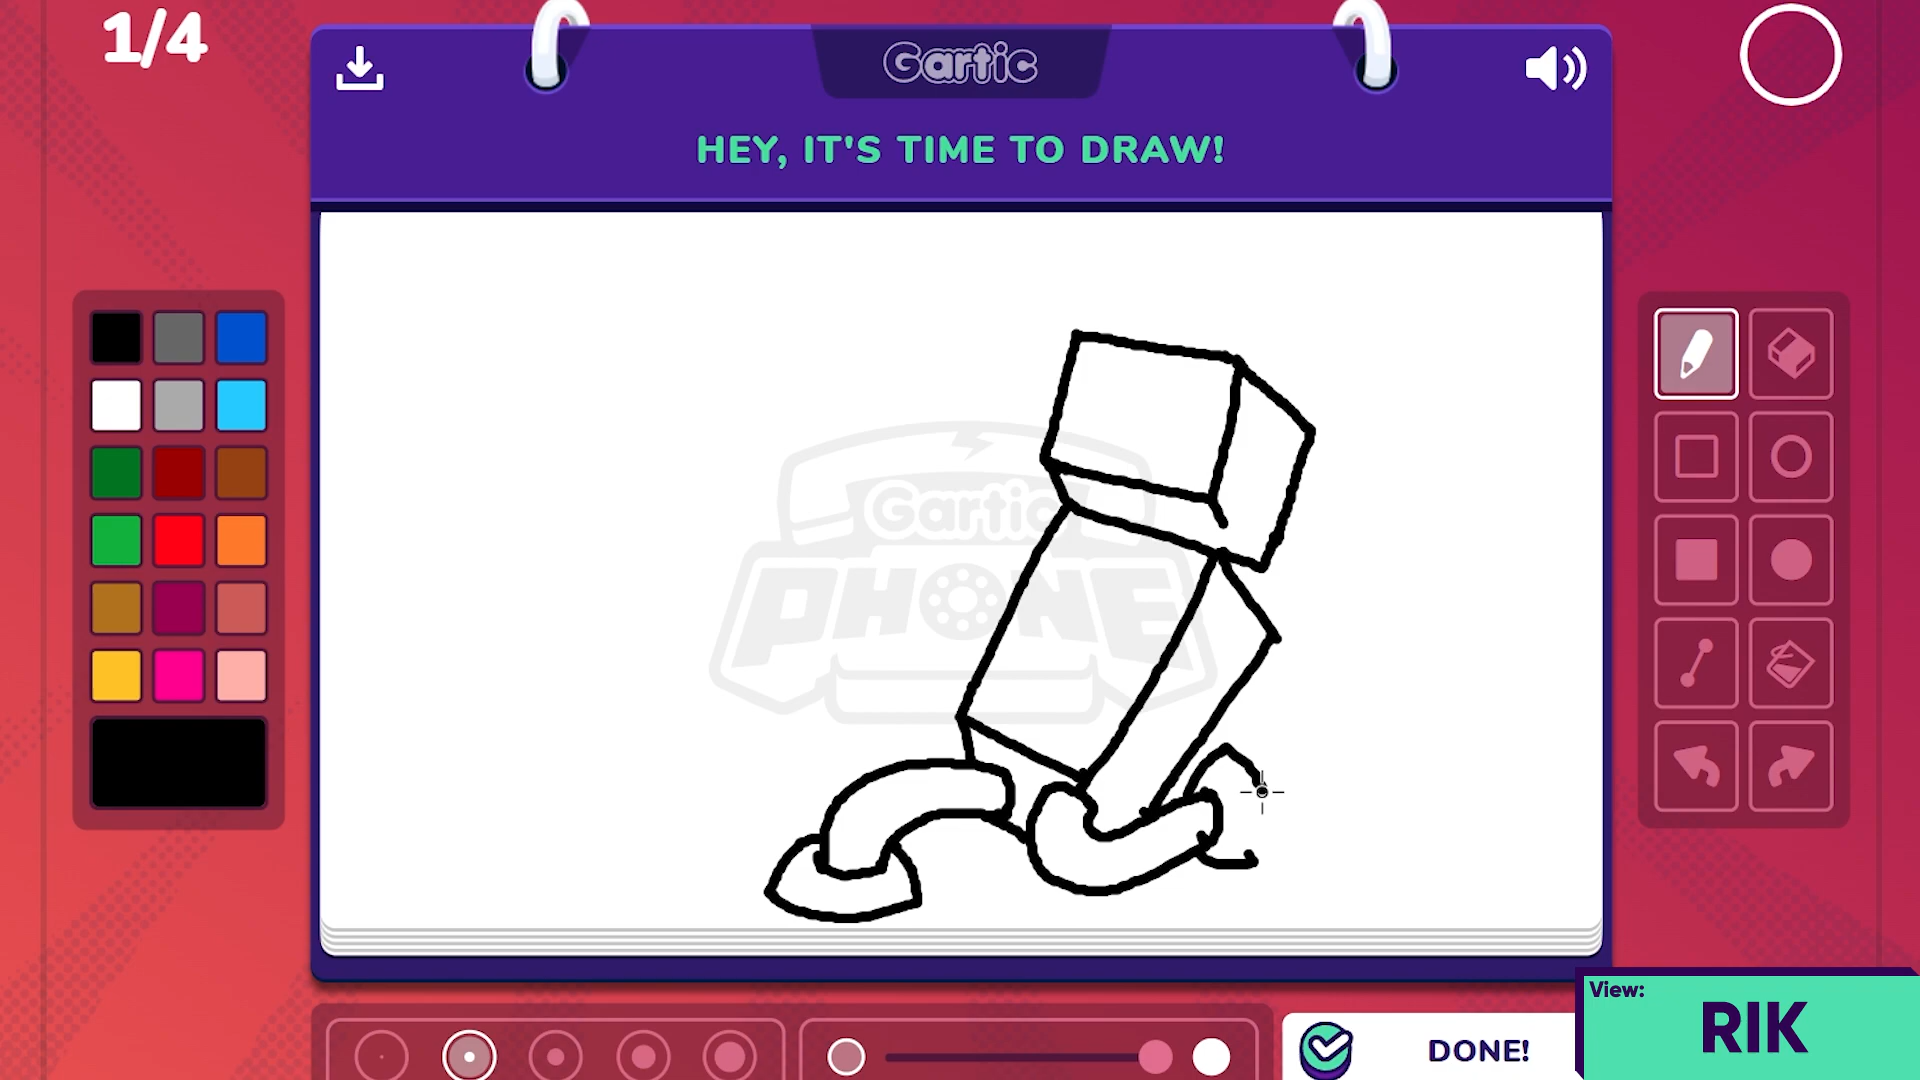 1/4
Gartic
HEY, IT'S TIME TO DRAW!
Gartic
PHONE
DONE!
View:
RIK